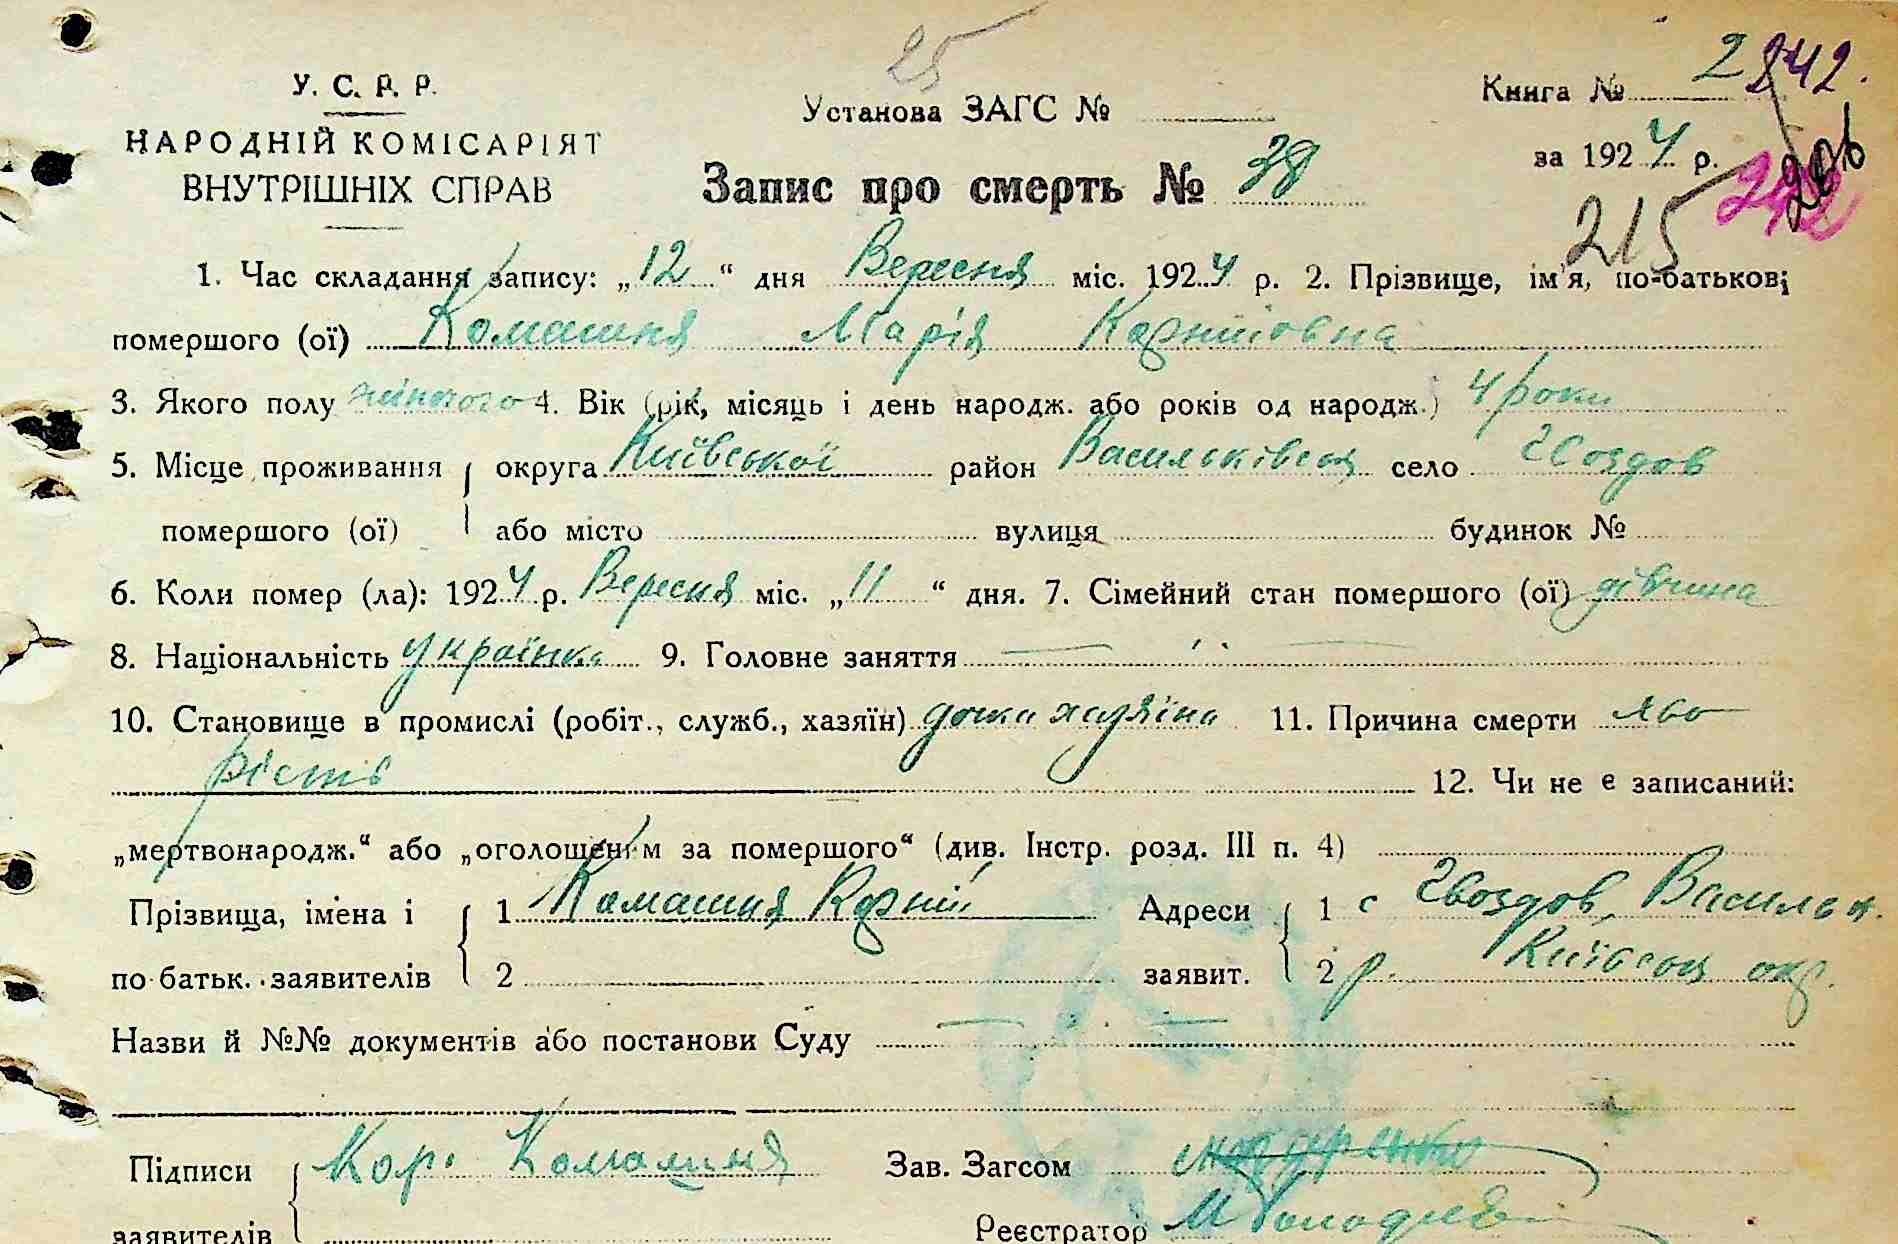 25
У. С. Р. Р.
Книга № 2 242.
Установа ЗАГС №
НАРОДНІЙ КОМІСАРІЯТ
за 1924 р.
206
242
ВНУТРІШНІХ СПРАВ
Запис про смерть № 38
215
1. Час складання запису: „12“ дня Вересня міс. 1924 р. 2. Прізвище, ім'я, по-батькові
помершого (ої) Комашня Марія Корніївна
3. Якого полу жіночого 4. Вік (рік, місяць і день народж. або років од народж.) 4 роки
5. Місце проживання округа Київської район Васильківськ село Гвоздов
помершого (ої) або місто вулиця будинок №
6. Коли помер (ла): 1924 р. Вересня міс. „11“ дня. 7. Сімейний стан помершого (ої) дівчина
8. Національність українка 9. Головне заняття
10. Становище в промислі (робіт., служб., хазяїн) дочка хазяїна 11. Причина смерти хво
рість 12. Чи не є записаний:
„мертвонародж.“ або „оголошеним за помершого“ (див. Інстр. розд. III п. 4)
Прізвища, імена і 1 Комашня Корній Адреси 1 с Гвоздов, Васильк.
по батьк. заявителів 2 заявит. 2 р. Київськ окр.
Назви й №№ документів або постанови Суду
Підписи Кор. Комашня Зав. Загсом
заявителів Реєстратор